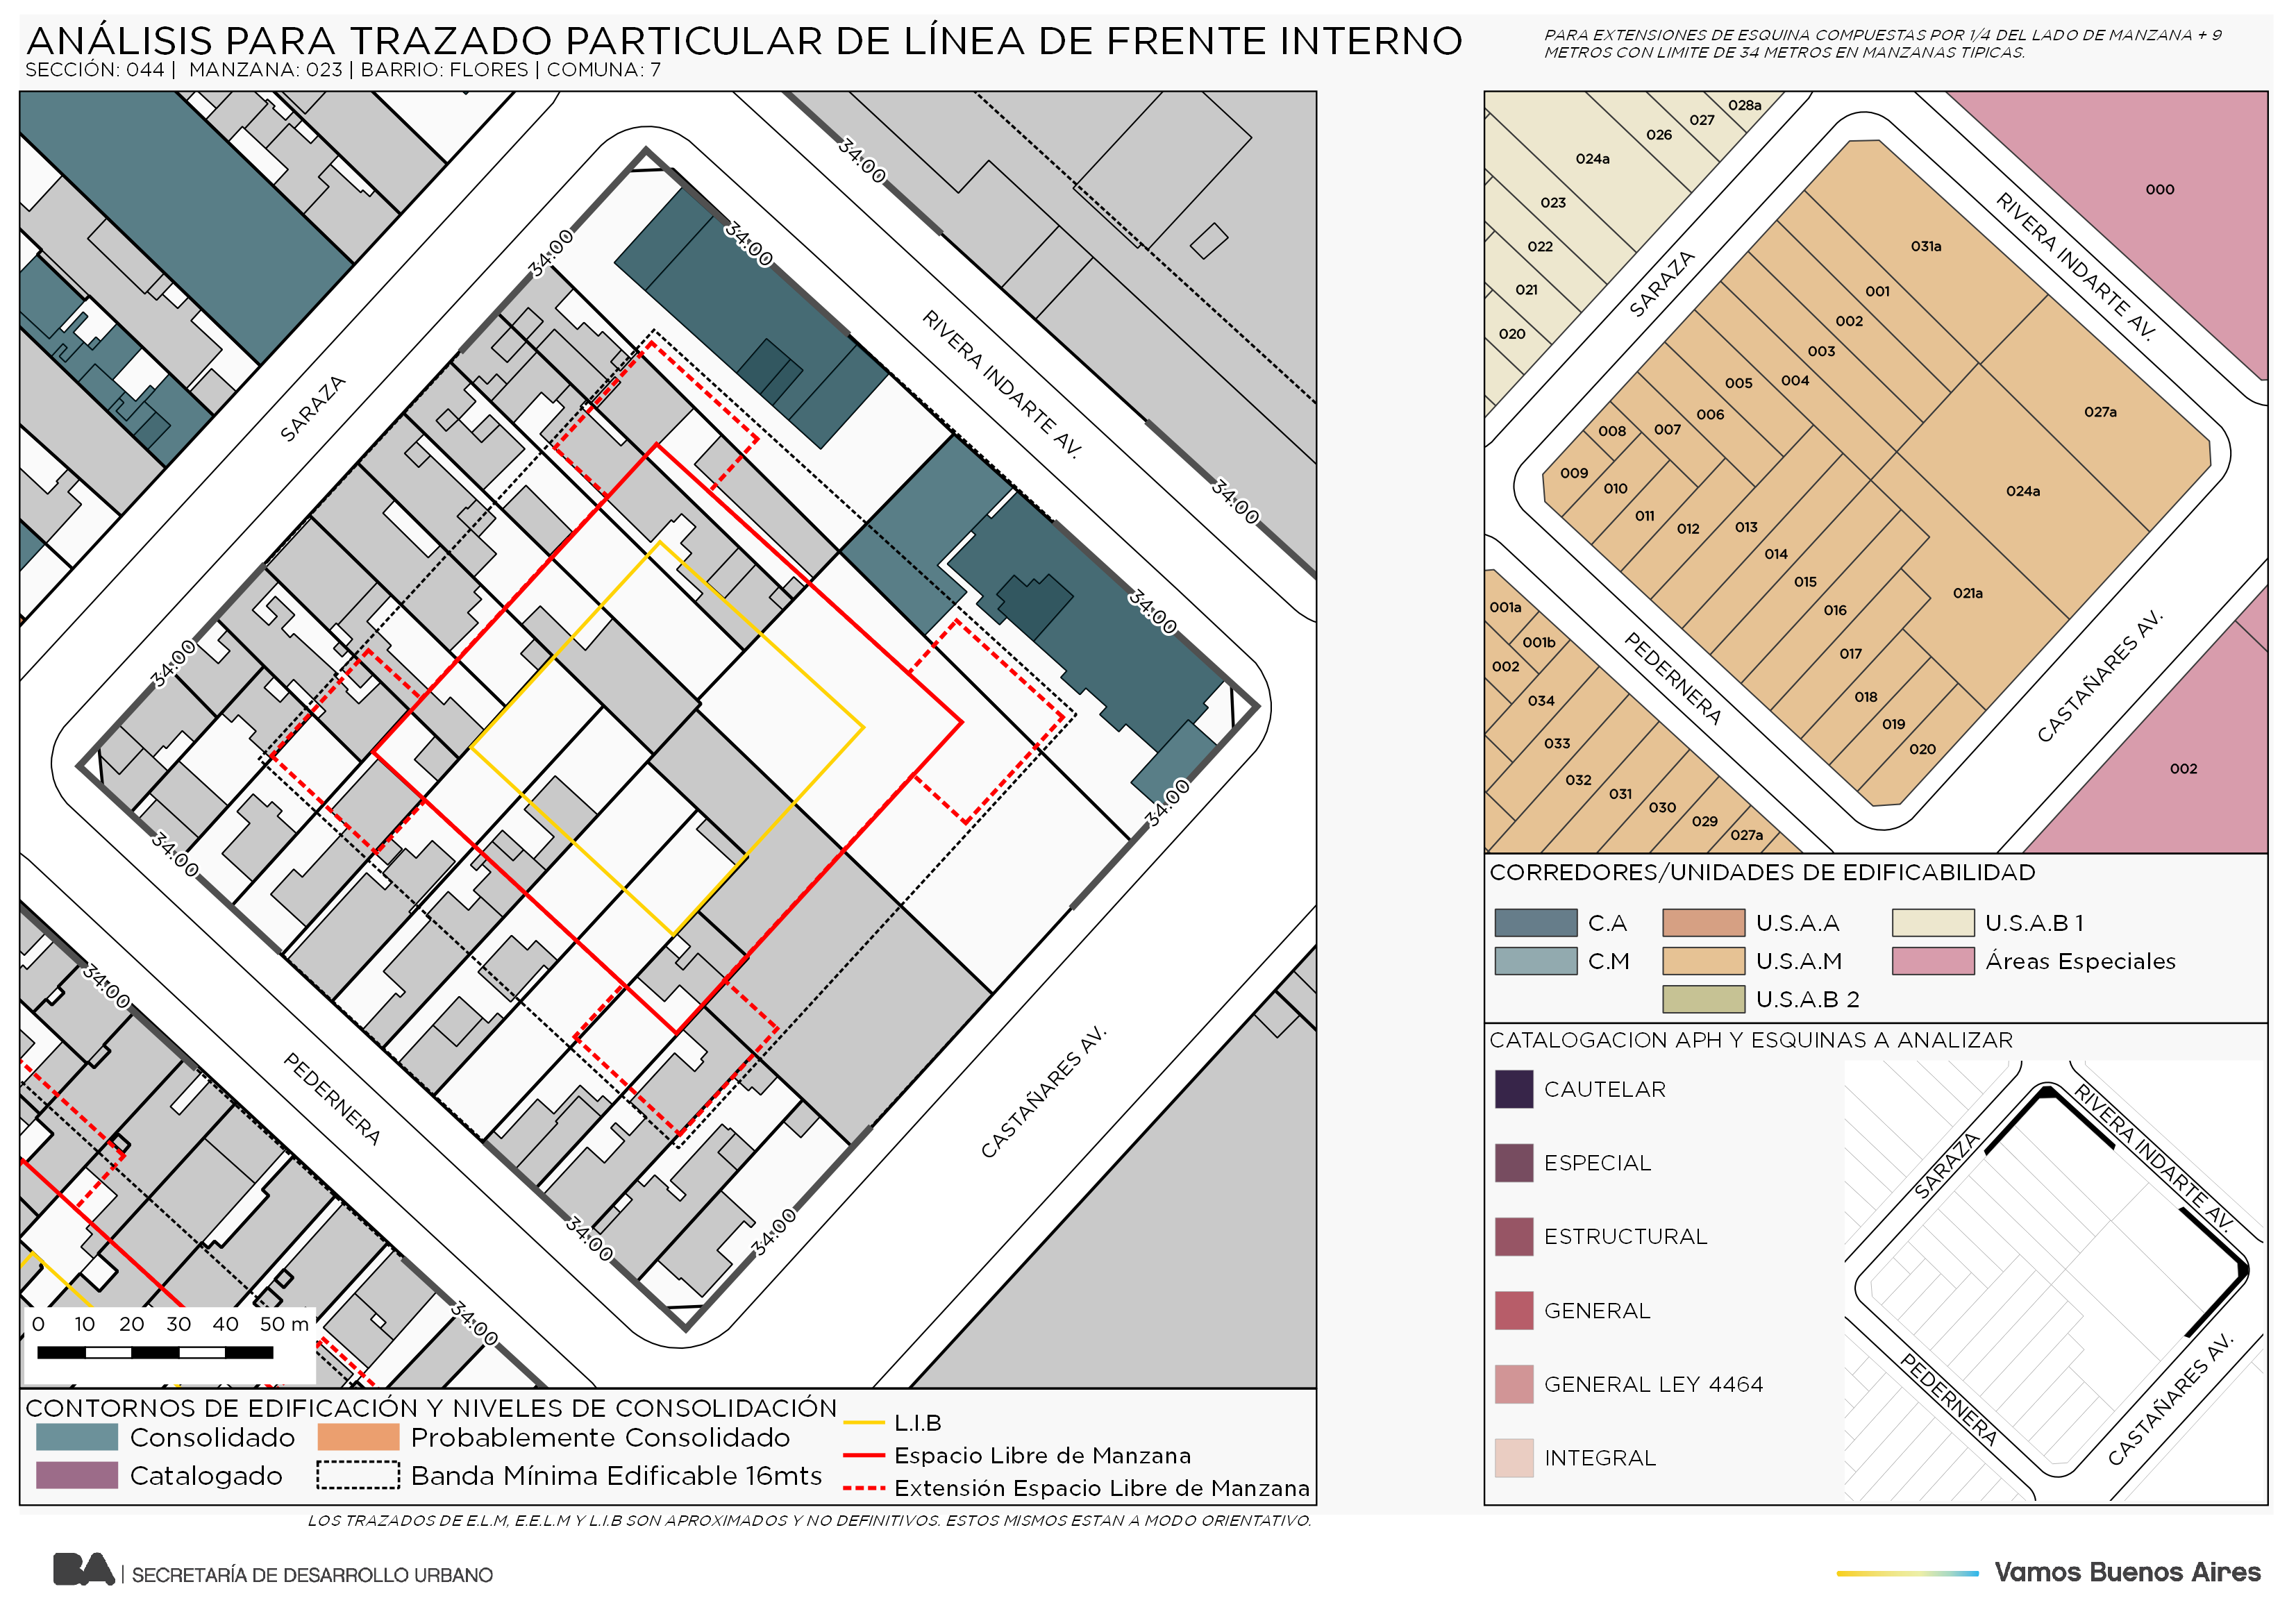 ANÁLISIS PARA TRAZADO PARTICULAR DE LÍNEA DE FRENTE INTERNO
SECCIÓN: 044 | MANZANA: 023 | BARRIO: FLORES | COMUNA: 7
PARA EXTENSIONES DE ESQUINA COMPUESTAS POR 1/4 DEL LADO DE MANZANA + 9
METROS CON LIMITE DE 34 METROS EN MANZANAS TIPICAS.
34.00
34.00
34.00
SARAZA
RIVERA INDARTE AV.
34.00
34.00
34.00
34.00
34.00
34.00
PEDERNERA
CASTAÑARES AV.
34.00
34.00
34.00
0 10 20 30 40 50 m
CONTORNOS DE EDIFICACIÓN Y NIVELES DE CONSOLIDACIÓN
Consolidado
Probablemente Consolidado
Catalogado
Banda Mínima Edificable 16mts
L.I.B
Espacio Libre de Manzana
Extensión Espacio Libre de Manzana
LOS TRAZADOS DE E.L.M, E.E.L.M Y L.I.B SON APROXIMADOS Y NO DEFINITIVOS. ESTOS MISMOS ESTAN A MODO ORIENTATIVO.
028a
027
026
024a
023
022
021
020
000
SARAZA
RIVERA INDARTE AV.
031a
001
002
003
004
005
006
007
008
009
010
011
012
013
014
015
016
017
018
019
020
021a
024a
027a
001a
001b
002
034
033
032
031
030
029
027a
PEDERNERA
CASTAÑARES AV.
002
CORREDORES/UNIDADES DE EDIFICABILIDAD
C.A
U.S.A.A
U.S.A.B 1
C.M
U.S.A.M
Áreas Especiales
U.S.A.B 2
CATALOGACION APH Y ESQUINAS A ANALIZAR
CAUTELAR
ESPECIAL
ESTRUCTURAL
GENERAL
GENERAL LEY 4464
INTEGRAL
SARAZA
RIVERA INDARTE AV.
PEDERNERA
CASTAÑARES AV.
BA | SECRETARÍA DE DESARROLLO URBANO
Vamos Buenos Aires